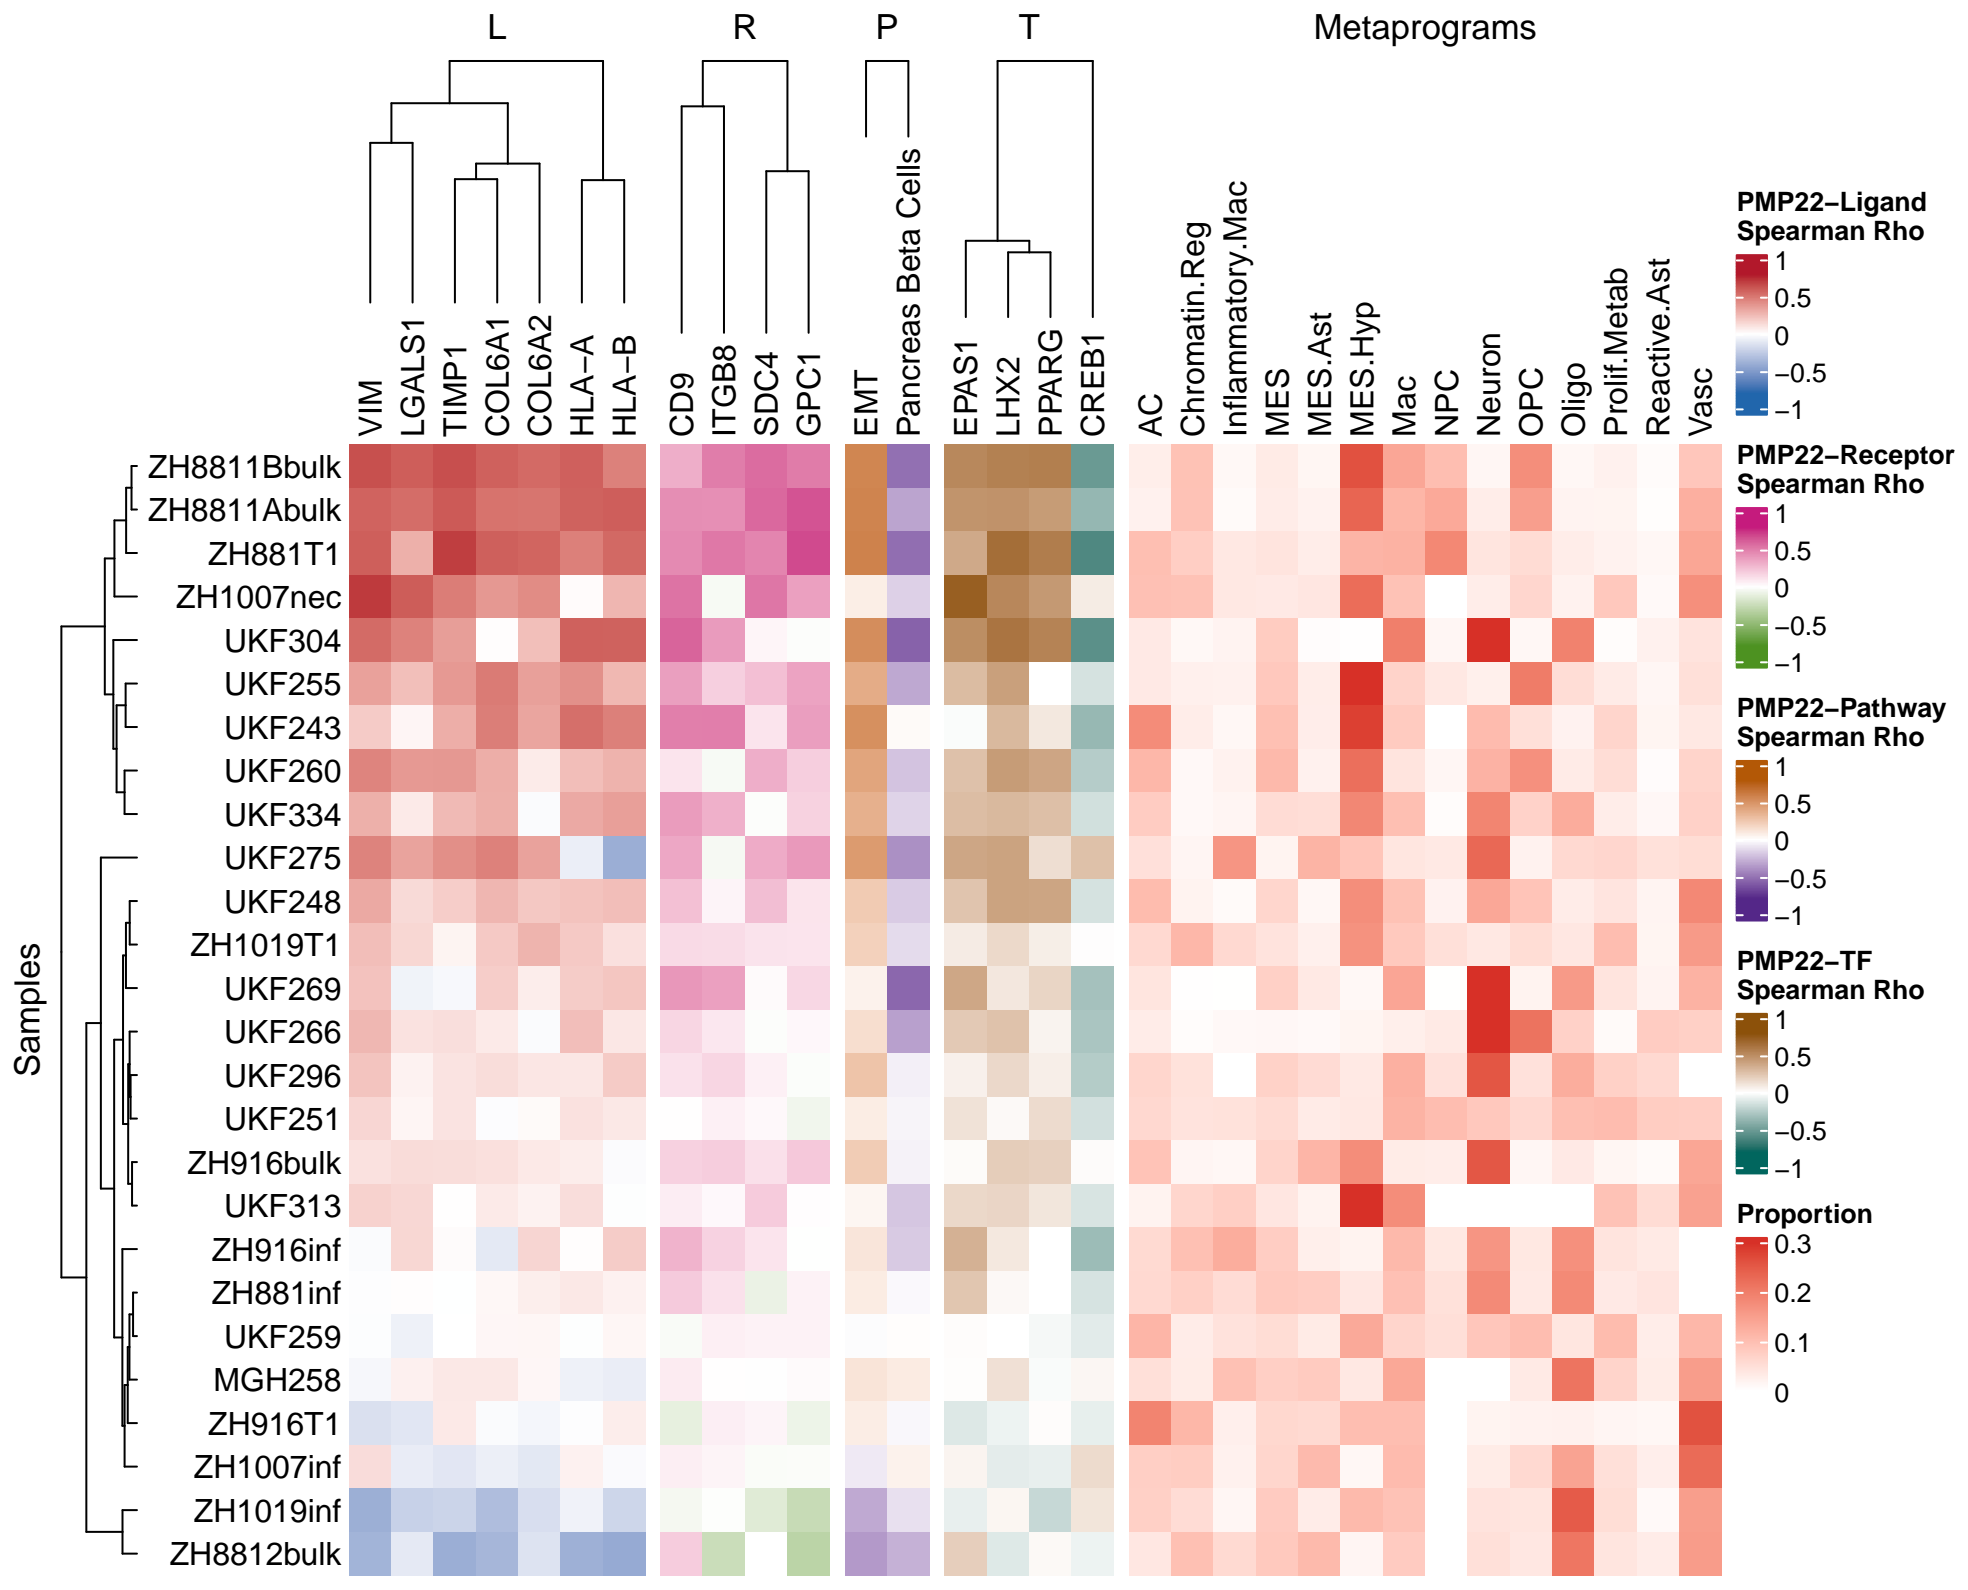 L
R
P
T
Metaprograms
VIM
LGALS1
TIMP1
COL6A1
COL6A2
HLA−A
HLA−B
CD9
ITGB8
SDC4
GPC1
EMT
Pancreas Beta Cells
EPAS1
LHX2
PPARG
CREB1
AC
Chromatin.Reg
Inflammatory.Mac
MES
MES.Ast
MES.Hyp
Mac
NPC
Neuron
OPC
Oligo
Prolif.Metab
Reactive.Ast
Vasc
Samples
ZH8811Bbulk
ZH8811Abulk
ZH881T1
ZH1007nec
UKF304
UKF255
UKF243
UKF260
UKF334
UKF275
UKF248
ZH1019T1
UKF269
UKF266
UKF296
UKF251
ZH916bulk
UKF313
ZH916inf
ZH881inf
UKF259
MGH258
ZH916T1
ZH1007inf
ZH1019inf
ZH8812bulk
PMP22−Ligand
Spearman Rho
1
0.5
0
−0.5
−1
PMP22−Receptor
Spearman Rho
1
0.5
0
−0.5
−1
PMP22−Pathway
Spearman Rho
1
0.5
0
−0.5
−1
PMP22−TF
Spearman Rho
1
0.5
0
−0.5
−1
Proportion
0.3
0.2
0.1
0